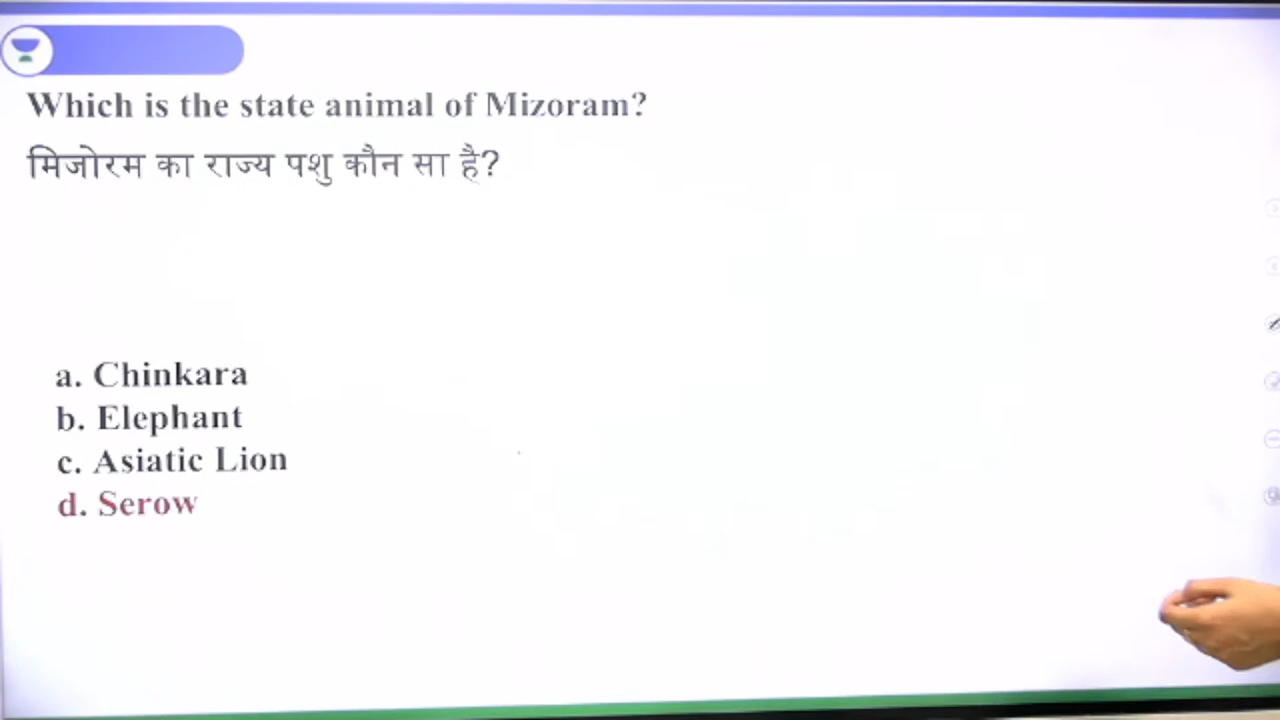 Which is the state animal of Mizoram?
मिजोरम का राज्य पशु कौन सा है?
a. Chinkara
b. Elephant
c. Asiatic Lion
d. Serow